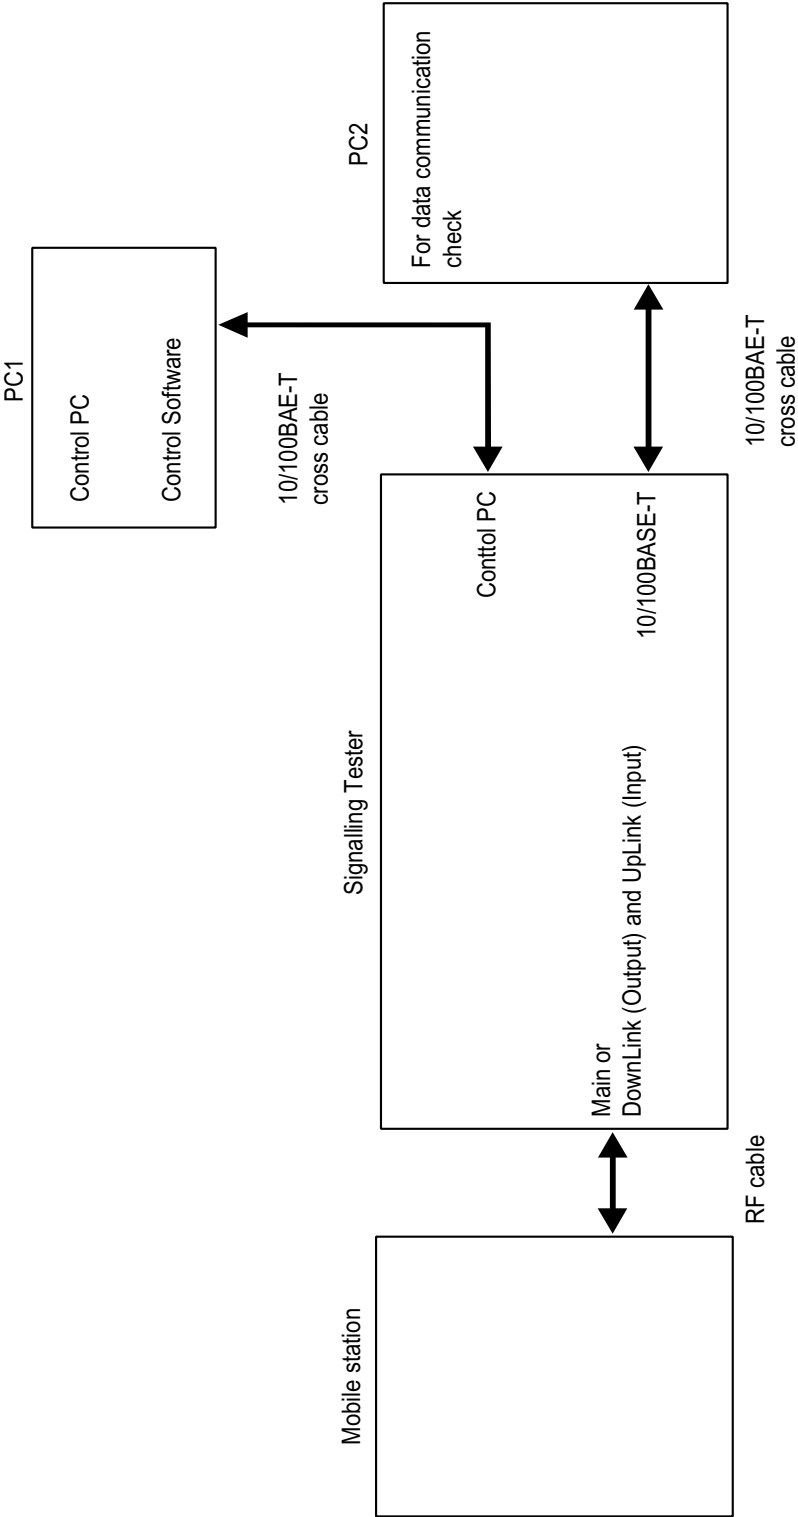 PC1
Control PC
Control Software
10/100BAE-T
cross cable
PC2
For data communication
check
10/100BAE-T
cross cable
Signalling Tester
Conttol PC
10/100BASE-T
Main or
DownLink (Output) and UpLink (Input)
RF cable
Mobile station